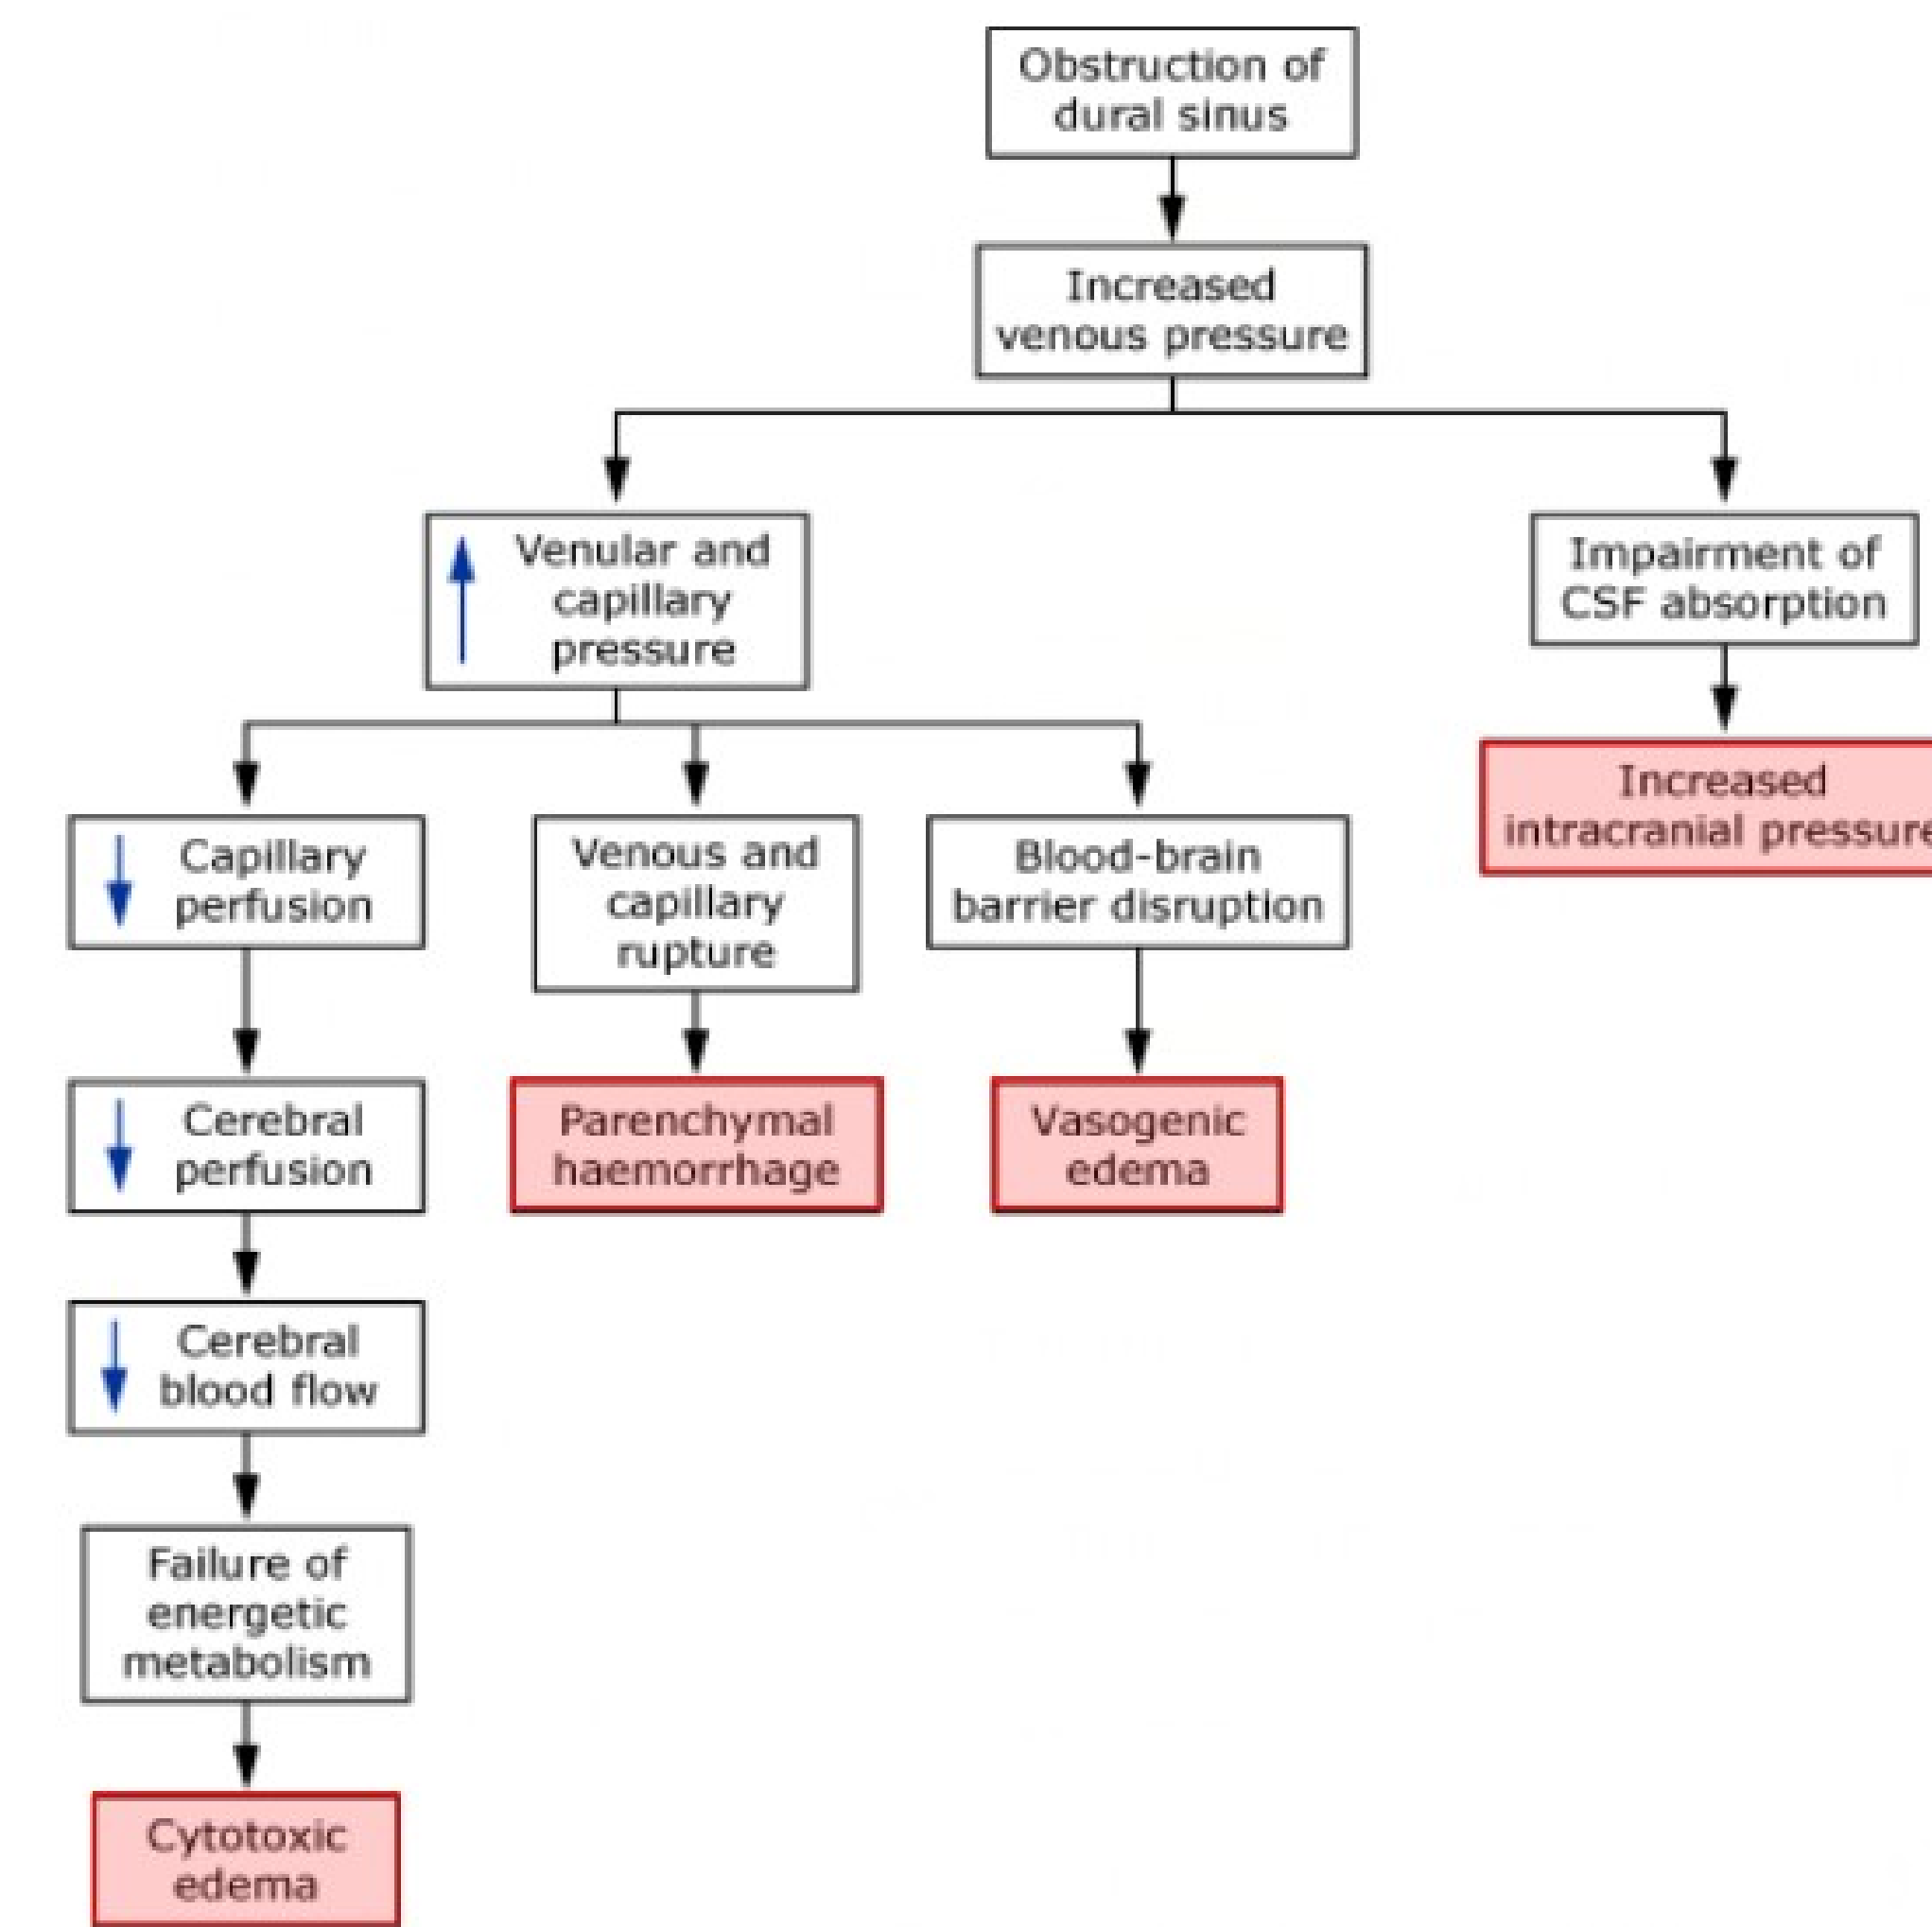 Obstruction of
dural sinus
Increased
venous pressure
Venular and
capillary
pressure
Impairment of
CSF absorption
Increased
intracranial pressure
Capillary
perfusion
Venous and
capillary
rupture
Blood-brain
barrier disruption
Cerebral
perfusion
Parenchymal
haemorrhage
Vasogenic
edema
Cerebral
blood flow
Failure of
energetic
metabolism
Cytotoxic
edema